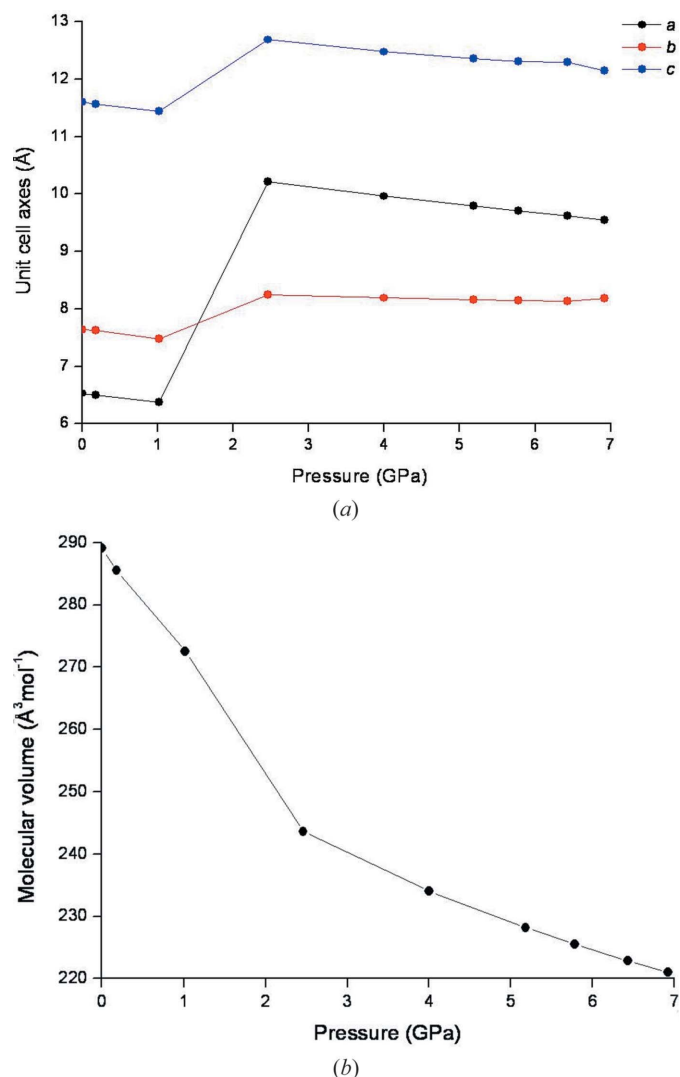 13
a
b
c
12
11
10
9
8
7
6
Unit cell axes (Å)
0 1 2 3 4 5 6 7
Pressure (GPa)
(a)
290
280
270
260
250
240
230
220
Molecular volume (Å³mol⁻¹)
0 1 2 3 4 5 6 7
Pressure (GPa)
(b)